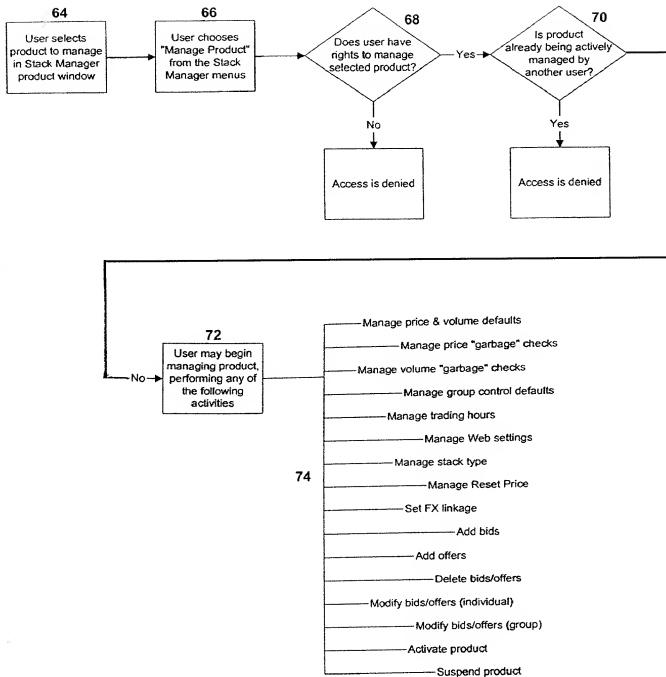 64
User selects
product to manage
in Stack Manager
product window
66
User chooses
"Manage Product"
from the Stack
Manager menus
68
Does user have
rights to manage
selected product?
Yes
70
Is product
already being actively
managed by
another user?
No
Access is denied
Yes
Access is denied
No
72
User may begin
managing product,
performing any of
the following
activities
74
Manage price & volume defaults
Manage price "garbage" checks
Manage volume "garbage" checks
Manage group control defaults
Manage trading hours
Manage Web settings
Manage stack type
Manage Reset Price
Set FX linkage
Add bids
Add offers
Delete bids/offers
Modify bids/offers (individual)
Modify bids/offers (group)
Activate product
Suspend product